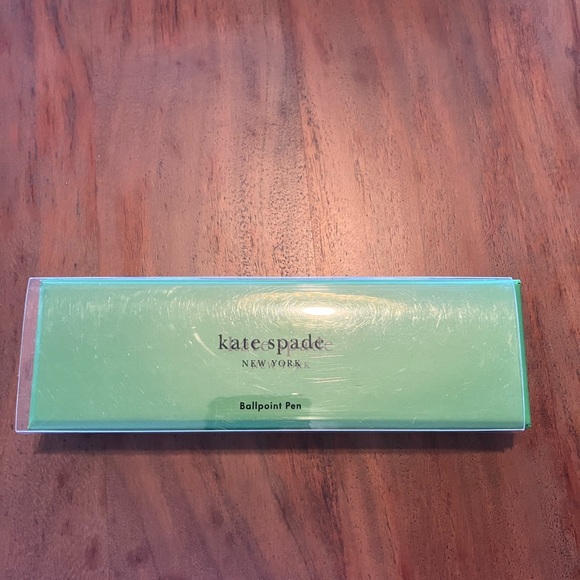 kate spade
NEW YORK
Ballpoint Pen